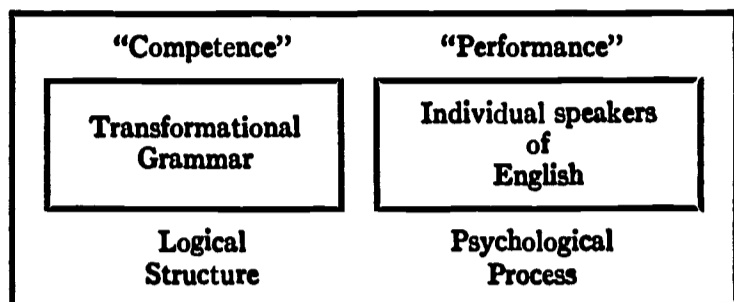 “Competence”
Transformational
Grammar
Logical
Structure
“Performance”
Individual speakers
of
English
Psychological
Process